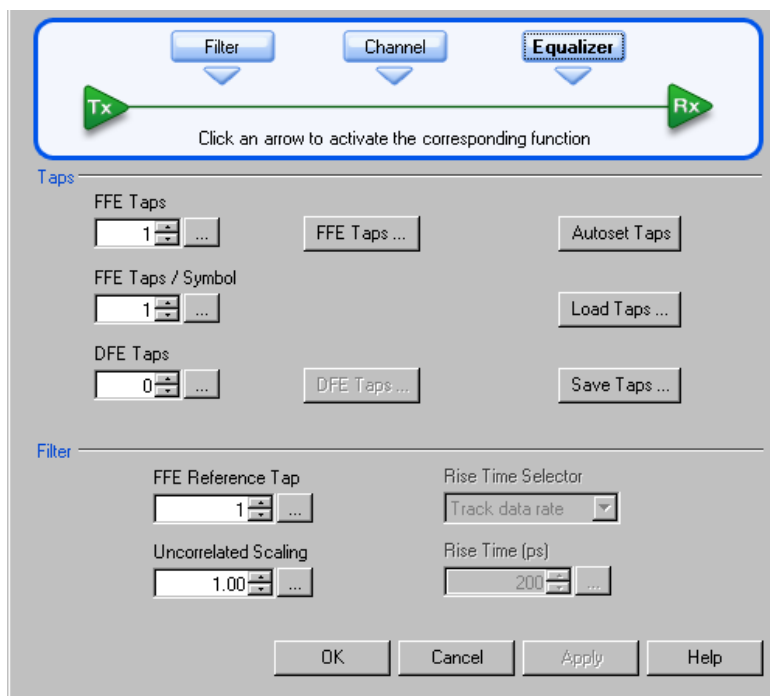 Filter
Channel
Equalizer
Tx
Rx
Click an arrow to activate the corresponding function
Taps
FFE Taps
1 ...
FFE Taps ...
Autoset Taps
FFE Taps / Symbol
1 ...
Load Taps ...
DFE Taps
0 ...
DFE Taps ...
Save Taps ...
Filter
FFE Reference Tap
1 ...
Rise Time Selector
Track data rate
Uncorrelated Scaling
1.00 ...
Rise Time (ps)
200 ...
OK
Cancel
Apply
Help